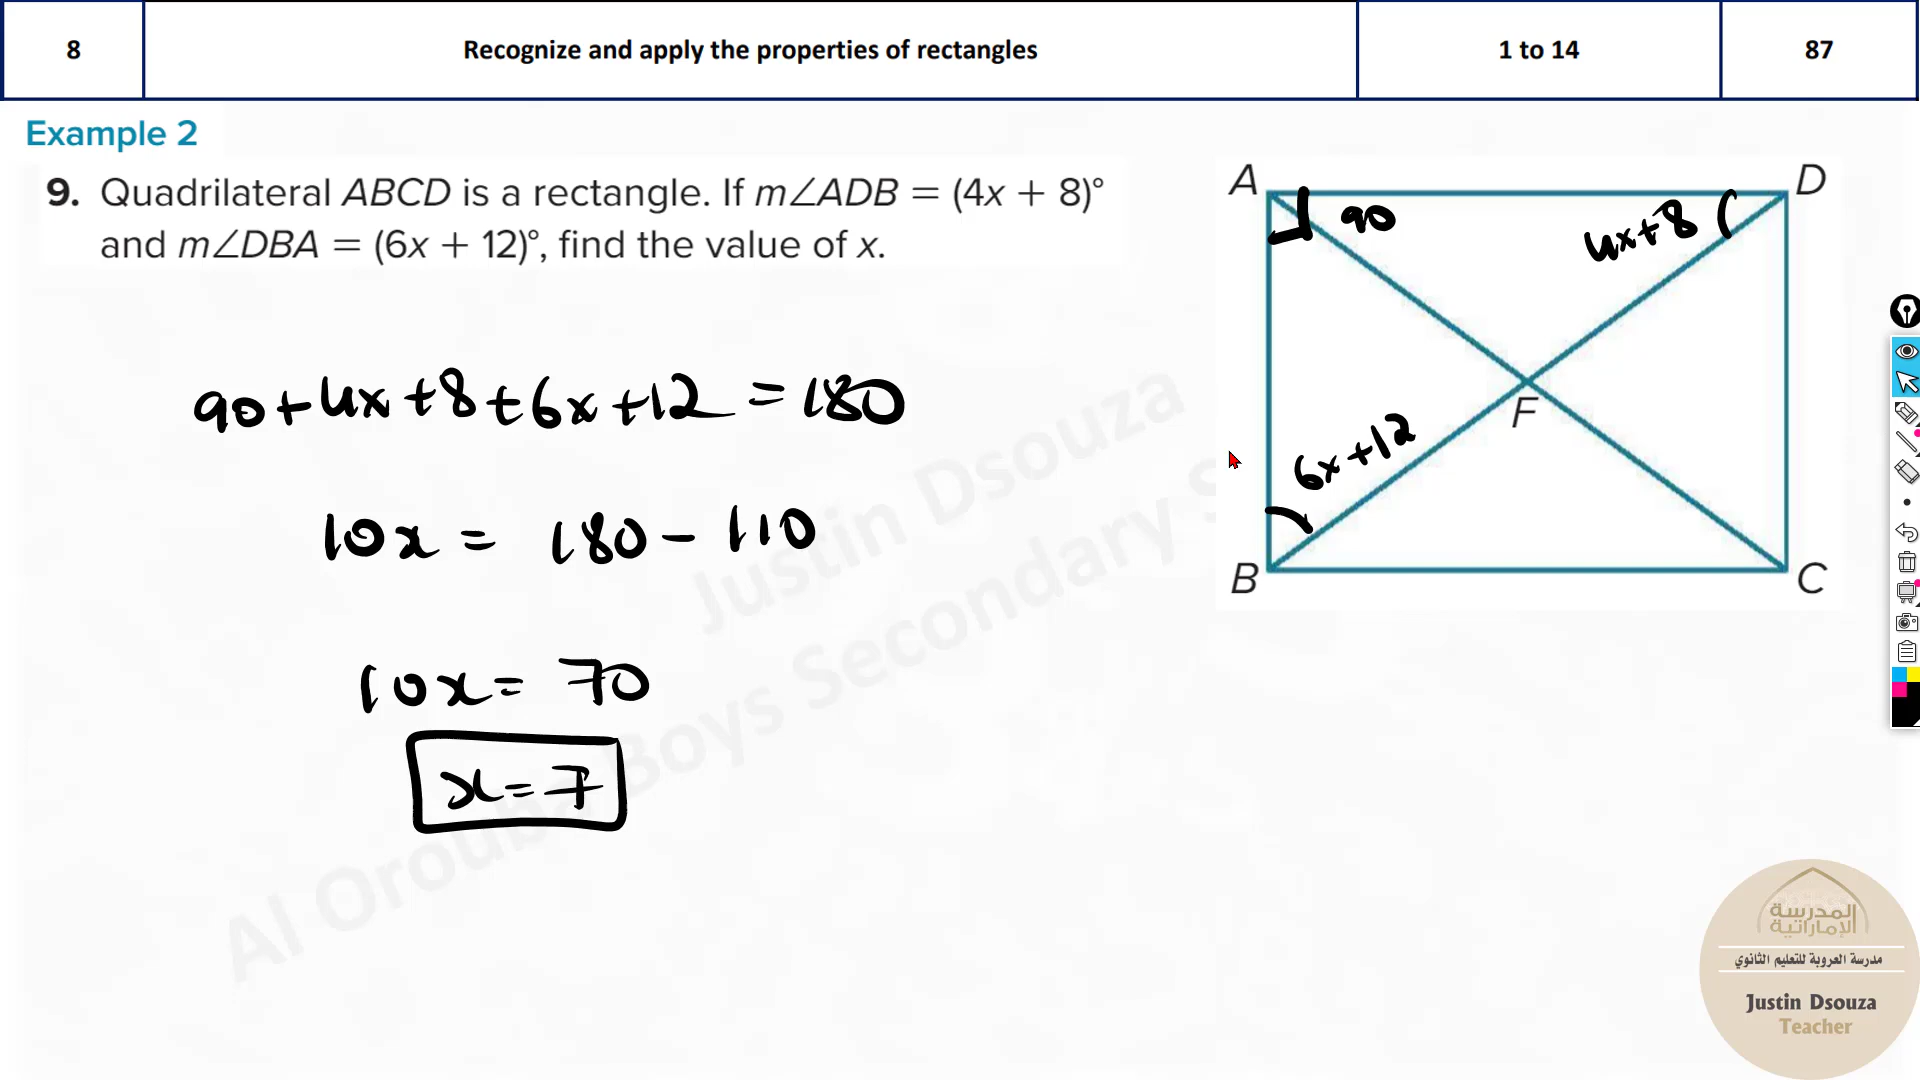 8 Recognize and apply the properties of rectangles 1 to 14 87
Example 2
9. Quadrilateral ABCD is a rectangle. If m∠ADB = (4x + 8)°
and m∠DBA = (6x + 12)°, find the value of x.
90+4x+8+6x+12=180
10x = 180-110
10x= 70
x=7
A
D
90
4x+8
F
6x+12
B
C
Justin Dsouza
Al Orouba Boys Secondary S
المدرسة
الإماراتية
مدرسة العروبة للتعليم الثانوي
Justin Dsouza
Teacher